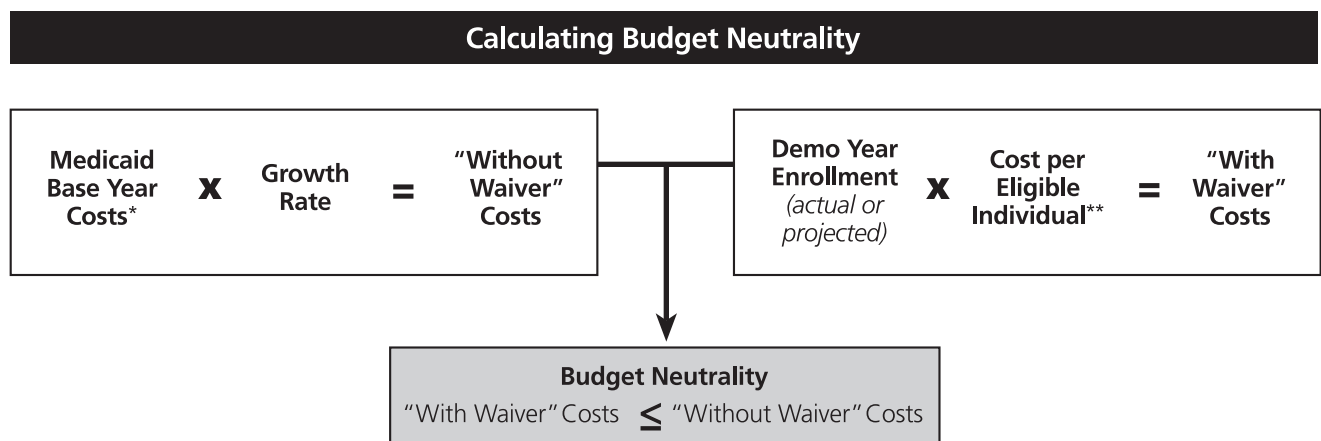 Calculating Budget Neutrality
Medicaid
Base Year
Costs*
x
Growth
Rate
=
“Without
Waiver”
Costs
Demo Year
Enrollment
(actual or
projected)
x
Cost per
Eligible
Individual**
=
“With
Waiver”
Costs
Budget Neutrality
“With Waiver” Costs ≤ “Without Waiver” Costs